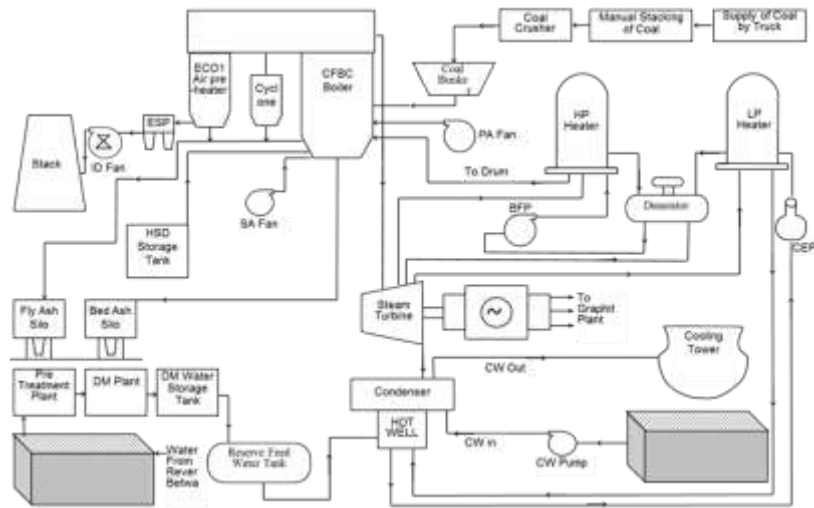 Coal
Crusher
Manual Stacking
of Coal
Supply of Coal
by Truck
ECO1
Air pre-
heater
Cycl
one
CFBC
Boiler
Coal
Bunker
HP
Heater
LP
Heater
ESP
ID Fan
Stack
PA Fan
To Drum
SA Fan
BFP
Deaerator
CEP
HSD
Storage
Tank
Fly Ash
Silo
Bed Ash
Silo
Steam
Turbine
~
To
Graphit
Plant
Cooling
Tower
CW Out
Pre
Treatment
Plant
DM Plant
DM Water
Storage
Tank
Condenser
HOT
WELL
CW in
CW Pump
Water
From
Rever
Betwa
Reserve Feed
Water Tank